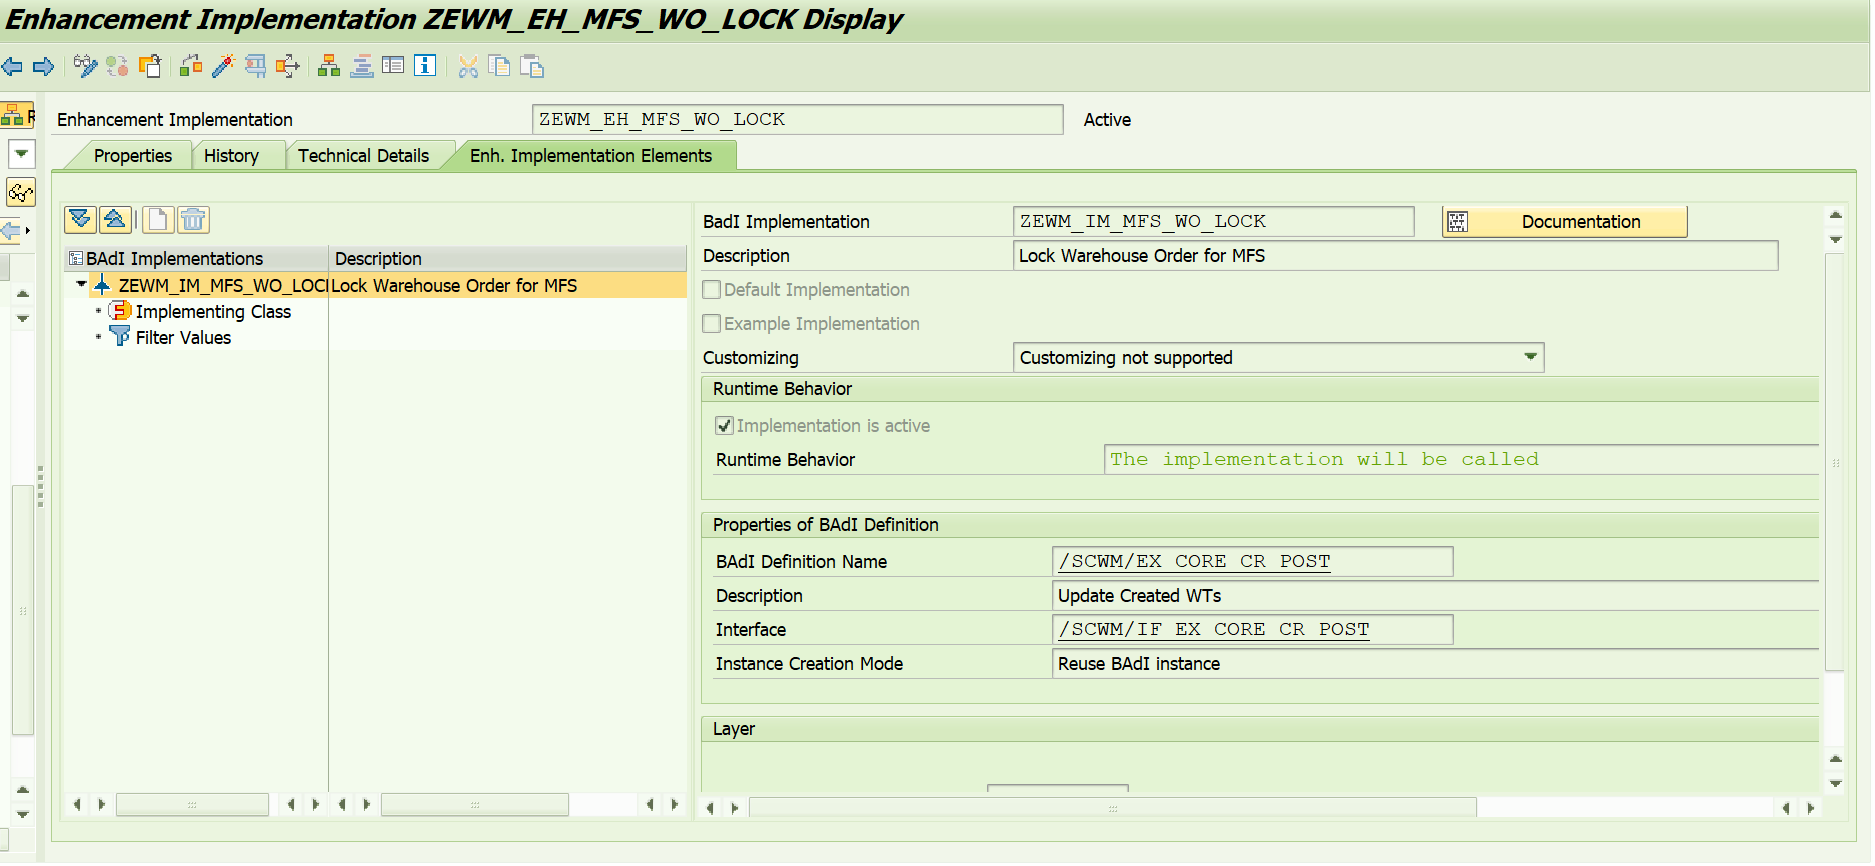 Enhancement Implementation ZEWM_EH_MFS_WO_LOCK Display
R
Enhancement Implementation ZEWM_EH_MFS_WO_LOCK Active
Properties History Technical Details Enh. Implementation Elements
BAdI Implementations Description
ZEWM_IM_MFS_WO_LOC Lock Warehouse Order for MFS
Implementing Class
Filter Values
BadI Implementation ZEWM_IM_MFS_WO_LOCK Documentation
Description Lock Warehouse Order for MFS
Default Implementation
Example Implementation
Customizing Customizing not supported
Runtime Behavior
Implementation is active
Runtime Behavior The implementation will be called
Properties of BAdI Definition
BAdI Definition Name /SCWM/EX_CORE_CR_POST
Description Update Created WTs
Interface /SCWM/IF_EX_CORE_CR_POST
Instance Creation Mode Reuse BAdI instance
Layer